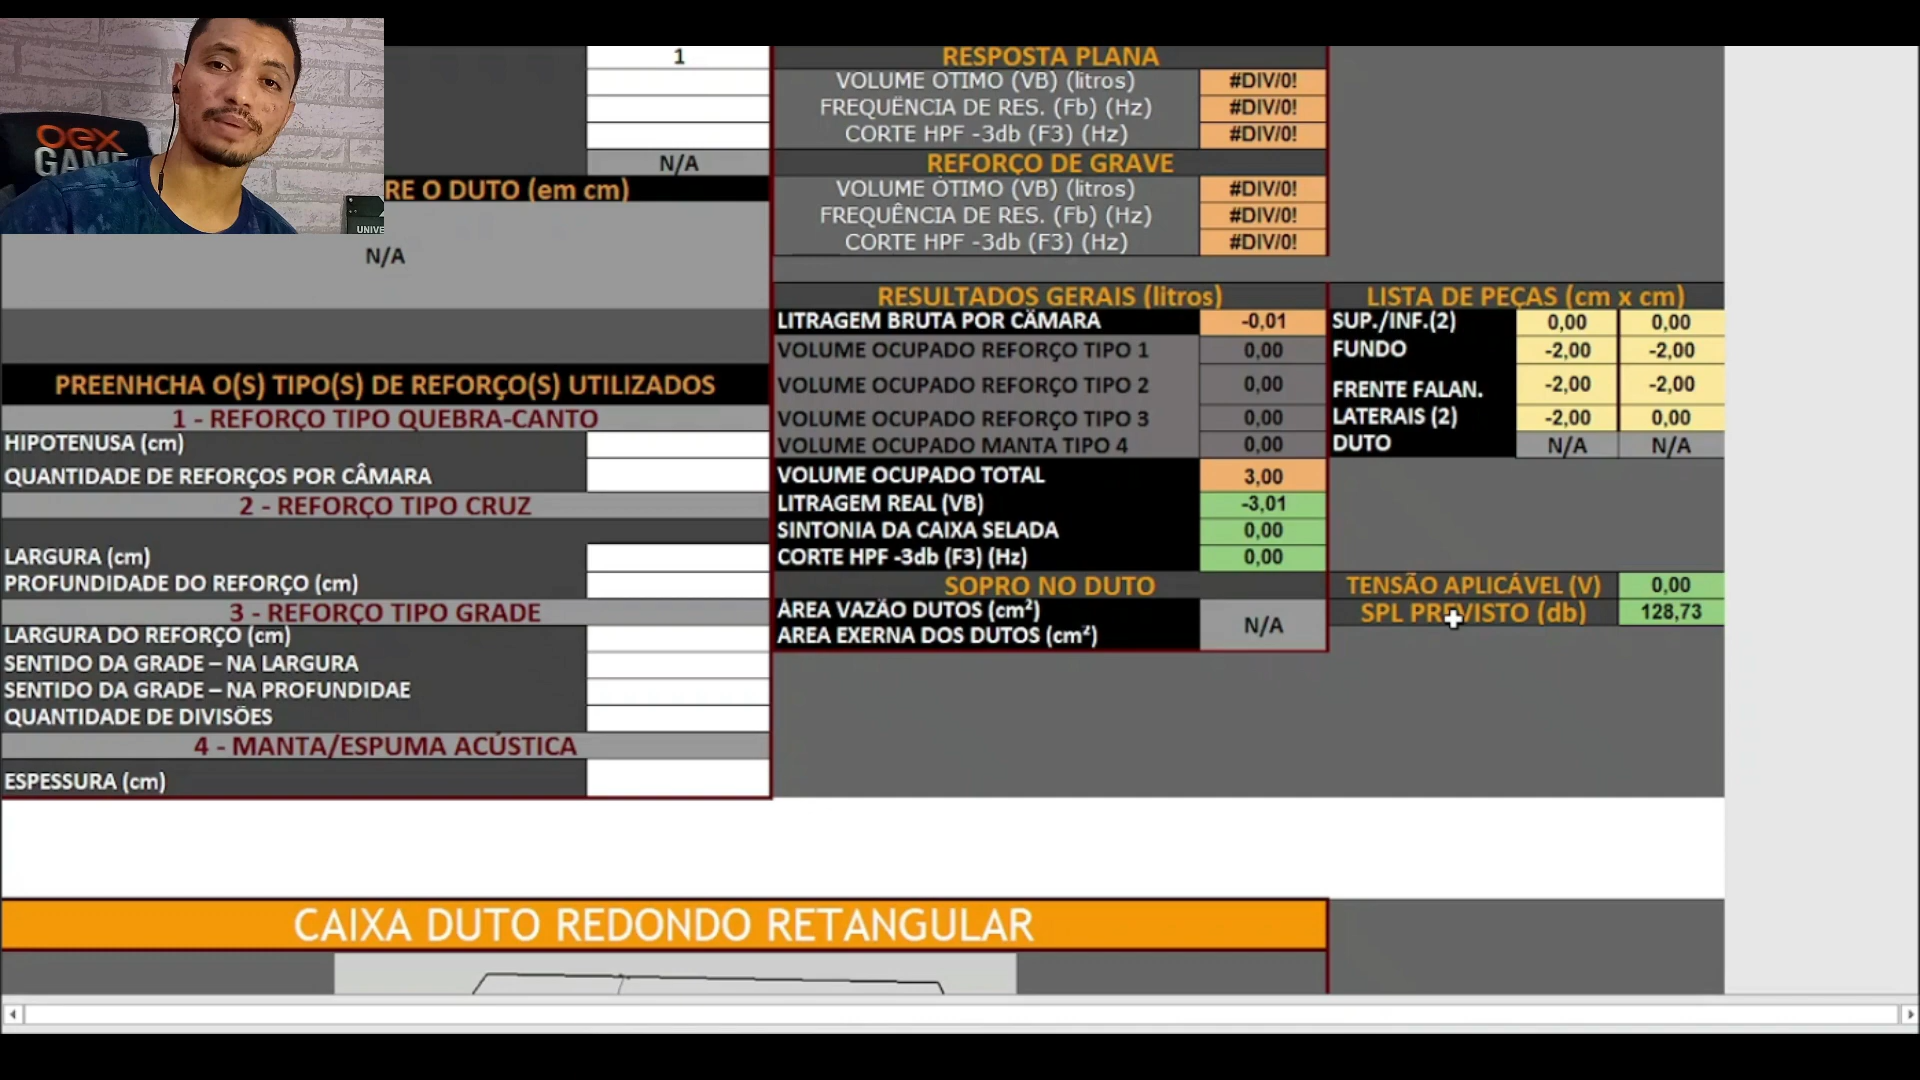 oex
GAME
UNIVE
1
N/A
RE O DUTO (em cm)
N/A
PREENHCHA O(S) TIPO(S) DE REFORÇO(S) UTILIZADOS
1 - REFORÇO TIPO QUEBRA-CANTO
HIPOTENUSA (cm)
QUANTIDADE DE REFORÇOS POR CÂMARA
2 - REFORÇO TIPO CRUZ
LARGURA (cm)
PROFUNDIDADE DO REFORÇO (cm)
3 - REFORÇO TIPO GRADE
LARGURA DO REFORÇO (cm)
SENTIDO DA GRADE – NA LARGURA
SENTIDO DA GRADE – NA PROFUNDIDAE
QUANTIDADE DE DIVISÕES
4 - MANTA/ESPUMA ACÚSTICA
ESPESSURA (cm)
RESPOSTA PLANA
VOLUME ÓTIMO (VB) (litros) #DIV/0!
FREQUÊNCIA DE RES. (Fb) (Hz) #DIV/0!
CORTE HPF -3db (F3) (Hz) #DIV/0!
REFORÇO DE GRAVE
VOLUME ÓTIMO (VB) (litros) #DIV/0!
FREQUÊNCIA DE RES. (Fb) (Hz) #DIV/0!
CORTE HPF -3db (F3) (Hz) #DIV/0!
RESULTADOS GERAIS (litros)
LITRAGEM BRUTA POR CÂMARA -0,01
VOLUME OCUPADO REFORÇO TIPO 1 0,00
VOLUME OCUPADO REFORÇO TIPO 2 0,00
VOLUME OCUPADO REFORÇO TIPO 3 0,00
VOLUME OCUPADO MANTA TIPO 4 0,00
VOLUME OCUPADO TOTAL 3,00
LITRAGEM REAL (VB) -3,01
SINTONIA DA CAIXA SELADA 0,00
CORTE HPF -3db (F3) (Hz) 0,00
SOPRO NO DUTO
ÁREA VAZÃO DUTOS (cm²)
AREA EXERNA DOS DUTOS (cm²)
N/A
LISTA DE PEÇAS (cm x cm)
SUP./INF.(2) 0,00 0,00
FUNDO -2,00 -2,00
FRENTE FALAN. -2,00 -2,00
LATERAIS (2) -2,00 0,00
DUTO N/A N/A
TENSÃO APLICÁVEL (V) 0,00
SPL PREVISTO (db) 128,73
CAIXA DUTO REDONDO RETANGULAR